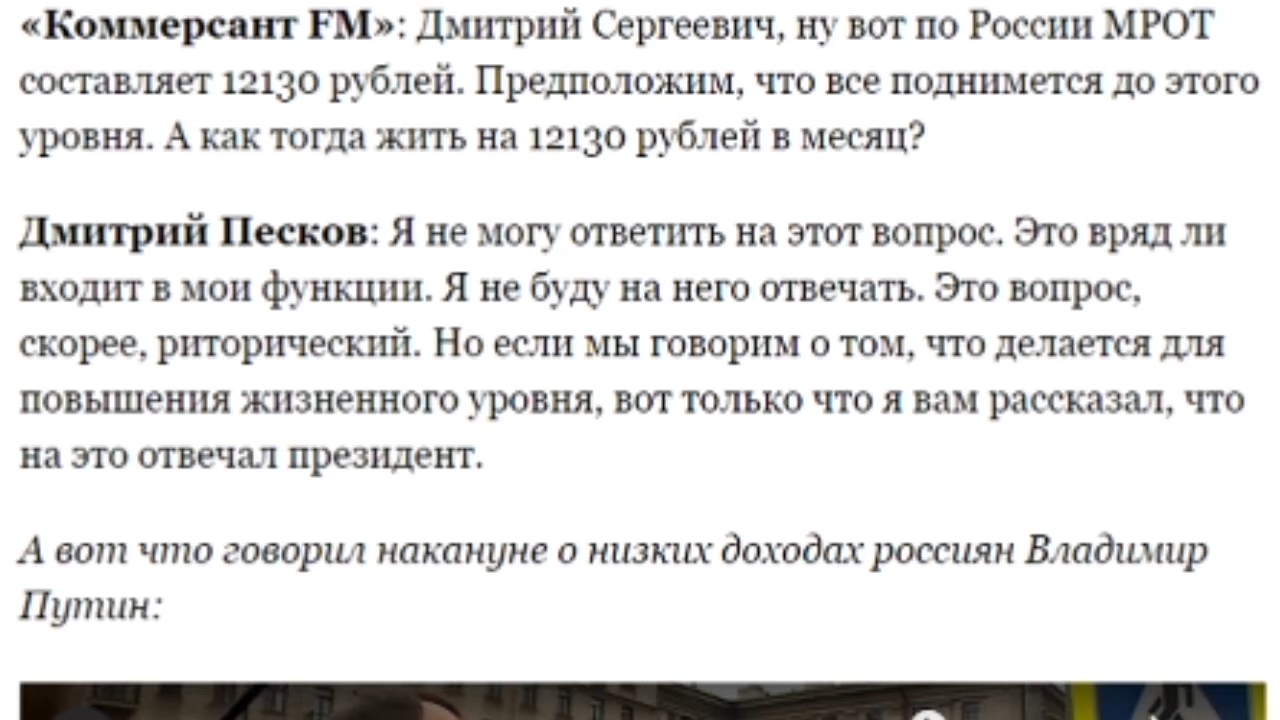 «Коммерсант FM»: Дмитрий Сергеевич, ну вот по России МРОТ
составляет 12130 рублей. Предположим, что все поднимется до этого
уровня. А как тогда жить на 12130 рублей в месяц?
Дмитрий Песков: Я не могу ответить на этот вопрос. Это вряд ли
входит в мои функции. Я не буду на него отвечать. Это вопрос,
скорее, риторический. Но если мы говорим о том, что делается для
повышения жизненного уровня, вот только что я вам рассказал, что
на это отвечал президент.
А вот что говорил накануне о низких доходах россиян Владимир
Путин: